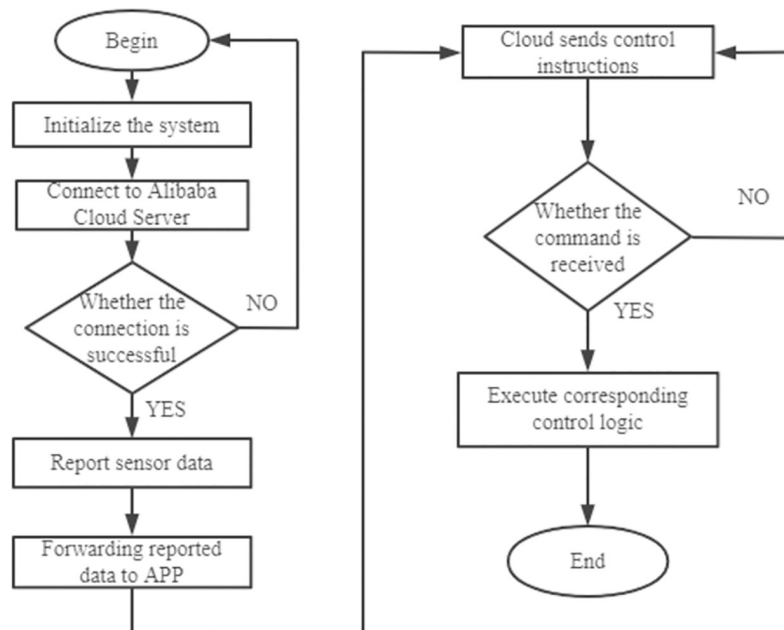 Begin
Initialize the system
Connect to Alibaba
Cloud Server
Whether the
connection is
successful
NO
YES
Report sensor data
Forwarding reported
data to APP
Cloud sends control
instructions
Whether the
command is
received
NO
YES
Execute corresponding
control logic
End